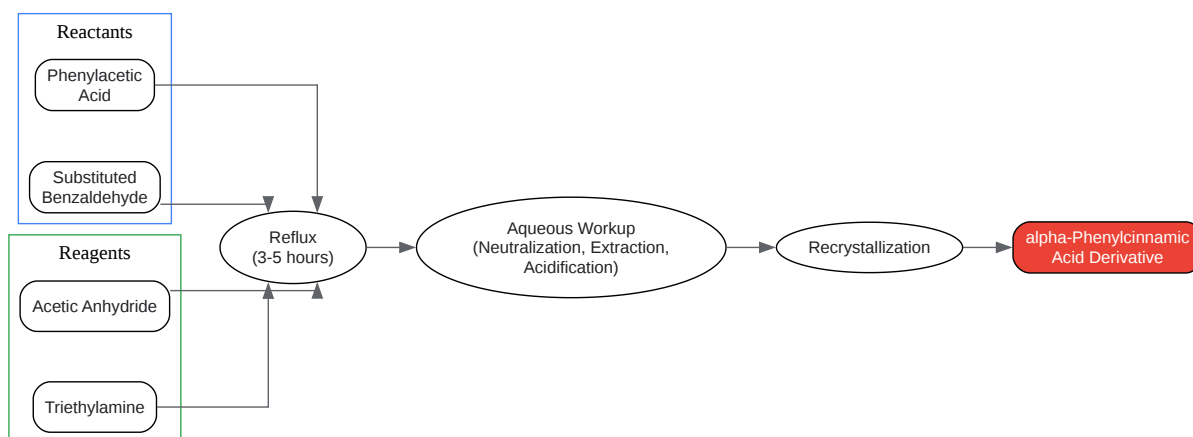 Reactants
Phenylacetic
Acid
Substituted
Benzaldehyde
Reagents
Acetic Anhydride
Triethylamine
Reflux
(3-5 hours)
Aqueous Workup
(Neutralization, Extraction,
Acidification)
Recrystallization
alpha-Phenylcinnamic
Acid Derivative